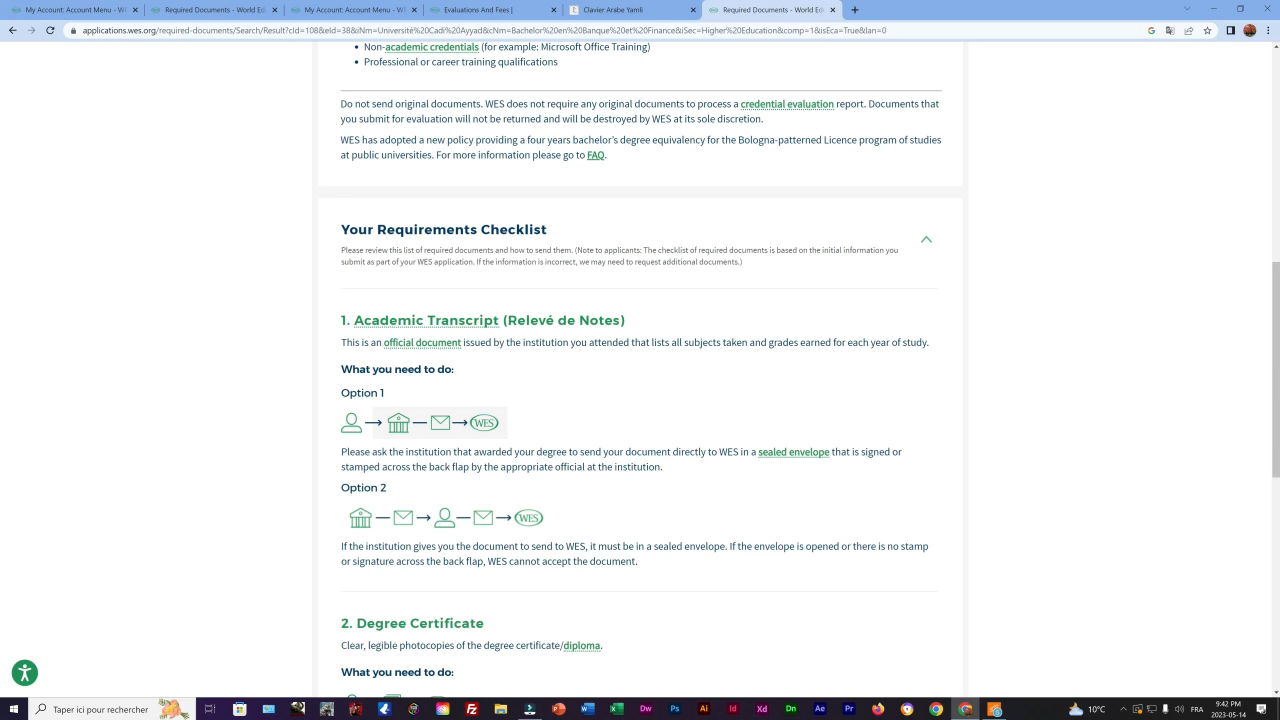 My Account: Account Menu - W
Required Documents - World Ed
My Account: Account Menu - W
Evaluations And Fees |
Clavier Arabe Yamli
Required Documents - World Ed
applications.wes.org/required-documents/Search/Result?cId=108&eId=38&iNm=Université%20Cadi%20Ayyad&cNm=Bachelor%20en%20Banque%20et%20Finance&iSec=Higher%20Education&comp=1&isEca=True&lan=0
• Non-academic credentials (for example: Microsoft Office Training)
• Professional or career training qualifications
Do not send original documents. WES does not require any original documents to process a credential evaluation report. Documents that
you submit for evaluation will not be returned and will be destroyed by WES at its sole discretion.
WES has adopted a new policy providing a four years bachelor's degree equivalency for the Bologna-patterned Licence program of studies
at public universities. For more information please go to FAQ.
Your Requirements Checklist
Please review this list of required documents and how to send them. (Note to applicants: The checklist of required documents is based on the initial information you
submit as part of your WES application. If the information is incorrect, we may need to request additional documents.)
1. Academic Transcript (Relevé de Notes)
This is an official document issued by the institution you attended that lists all subjects taken and grades earned for each year of study.
What you need to do:
Option 1
WES
Please ask the institution that awarded your degree to send your document directly to WES in a sealed envelope that is signed or
stamped across the back flap by the appropriate official at the institution.
Option 2
WES
If the institution gives you the document to send to WES, it must be in a sealed envelope. If the envelope is opened or there is no stamp
or signature across the back flap, WES cannot accept the document.
2. Degree Certificate
Clear, legible photocopies of the degree certificate/diploma.
What you need to do:
Taper ici pour rechercher
Dw Ps Ai Id Xd Dn Ae Pr
10°C
FRE
9:42 PM
2023-05-14